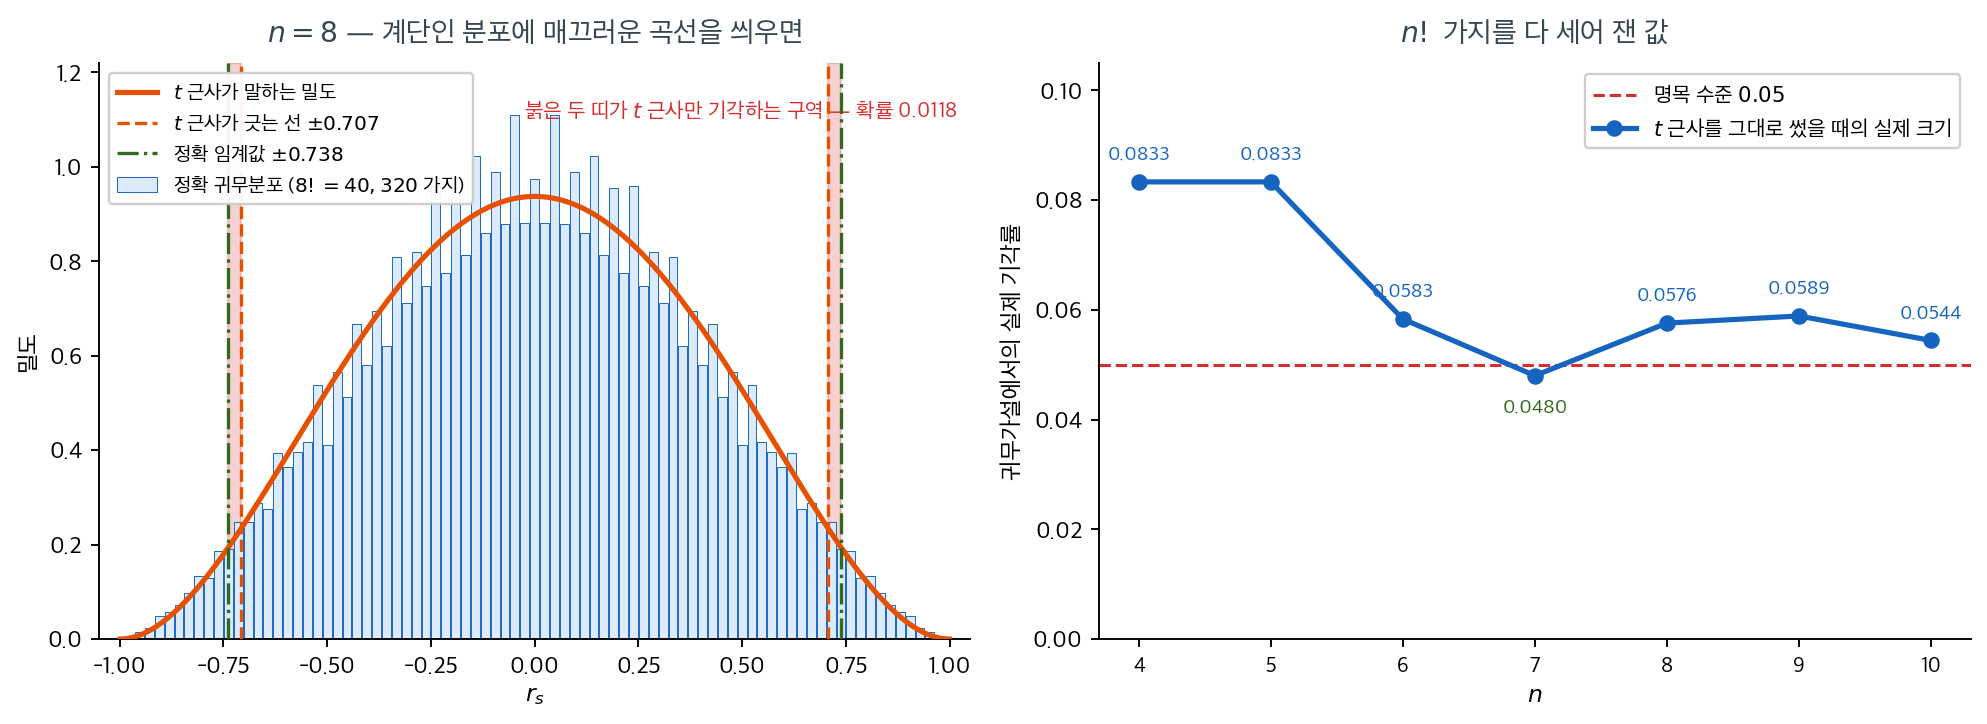 n = 8 — 계단인 분포에 매끄러운 곡선을 씌우면
t 근사가 말하는 밀도
t 근사가 긋는 선 ±0.707
정확 임계값 ±0.738
정확 귀무분포 (8! = 40, 320 가지)
붉은 두 띠가 t 근사만 기각하는 구역 — 확률 0.0118
밀도
1.2
1.0
0.8
0.6
0.4
0.2
0.0
-1.00 -0.75 -0.50 -0.25 0.00 0.25 0.50 0.75 1.00
r_s
n! 가지를 다 세어 잰 값
명목 수준 0.05
t 근사를 그대로 썼을 때의 실제 크기
귀무가설에서의 실제 기각률
0.10
0.08
0.06
0.04
0.02
0.00
0.0833
0.0833
0.0583
0.0480
0.0576
0.0589
0.0544
4 5 6 7 8 9 10
n